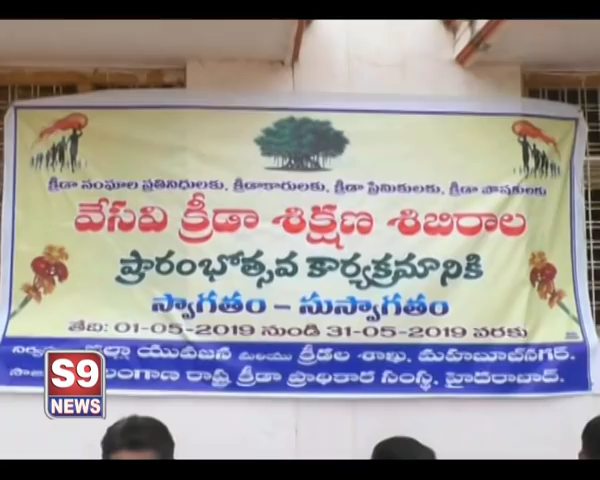 క్రీడా సంఘాల ప్రతినిధులకు, క్రీడాకారులకు, క్రీడా ప్రేమికులకు, క్రీడా పోషకులకు
వేసవి క్రీడా శిక్షణ శిబిరాల
ప్రారంభోత్సవ కార్యక్రమానికి
స్వాగతం - సుస్వాగతం
తేది: 01-05-2019 నుండి 31-05-2019 వరకు
యువజన మరియు క్రీడల శాఖ, మహబూబ్‌నగర్.
రాష్ట్ర క్రీడా ప్రాధికార సంస్థ, హైదరాబాద్.
S9
NEWS